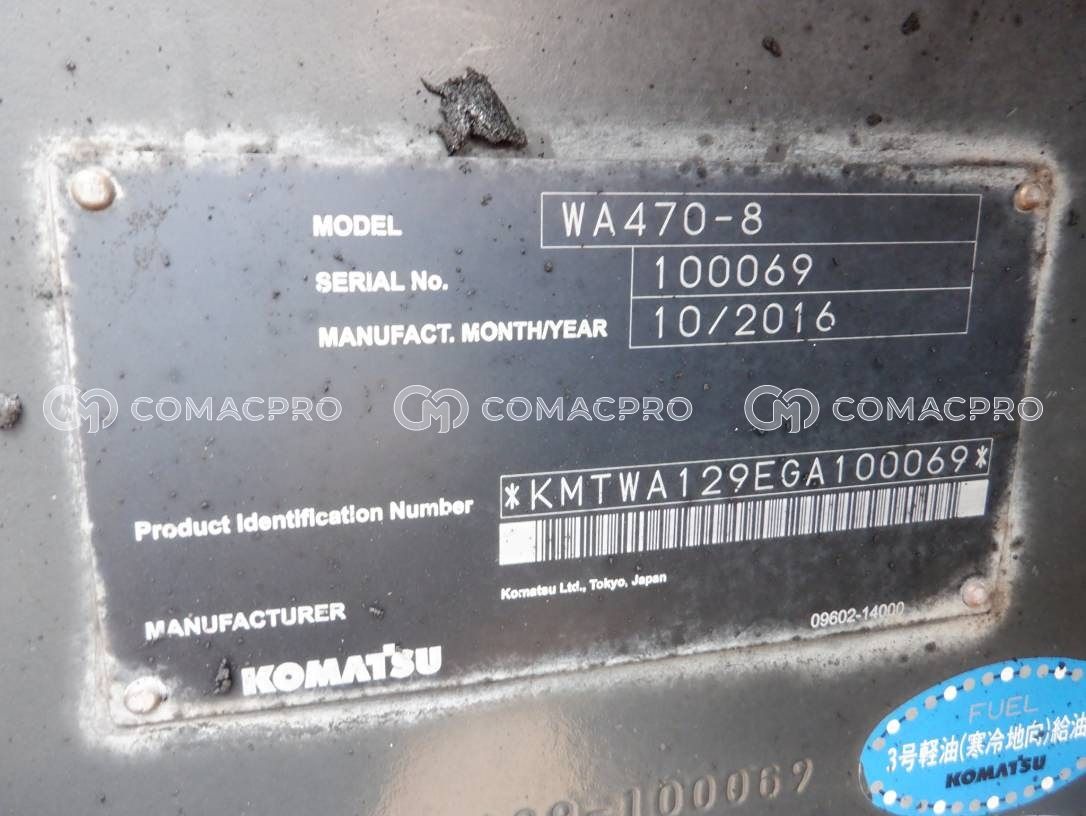 MODEL WA470-8
SERIAL No. 100069
MANUFACT. MONTH/YEAR 10/2016
COMACPRO COMACPRO COMACPRO
Product Identification Number *KMTWA129EGA100069*
Komatsu Ltd., Tokyo, Japan
MANUFACTURER
09602-14000
KOMATSU
FUEL
3号軽油(寒冷地向)給油
KOMATSU
-100069